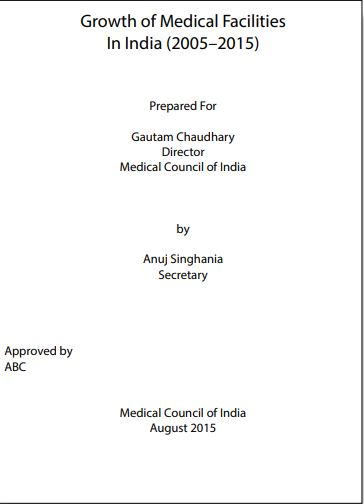 Growth of Medical Facilities
In India (2005–2015)
Prepared For
Gautam Chaudhary
Director
Medical Council of India
by
Anuj Singhania
Secretary
Approved by
ABC
Medical Council of India
August 2015